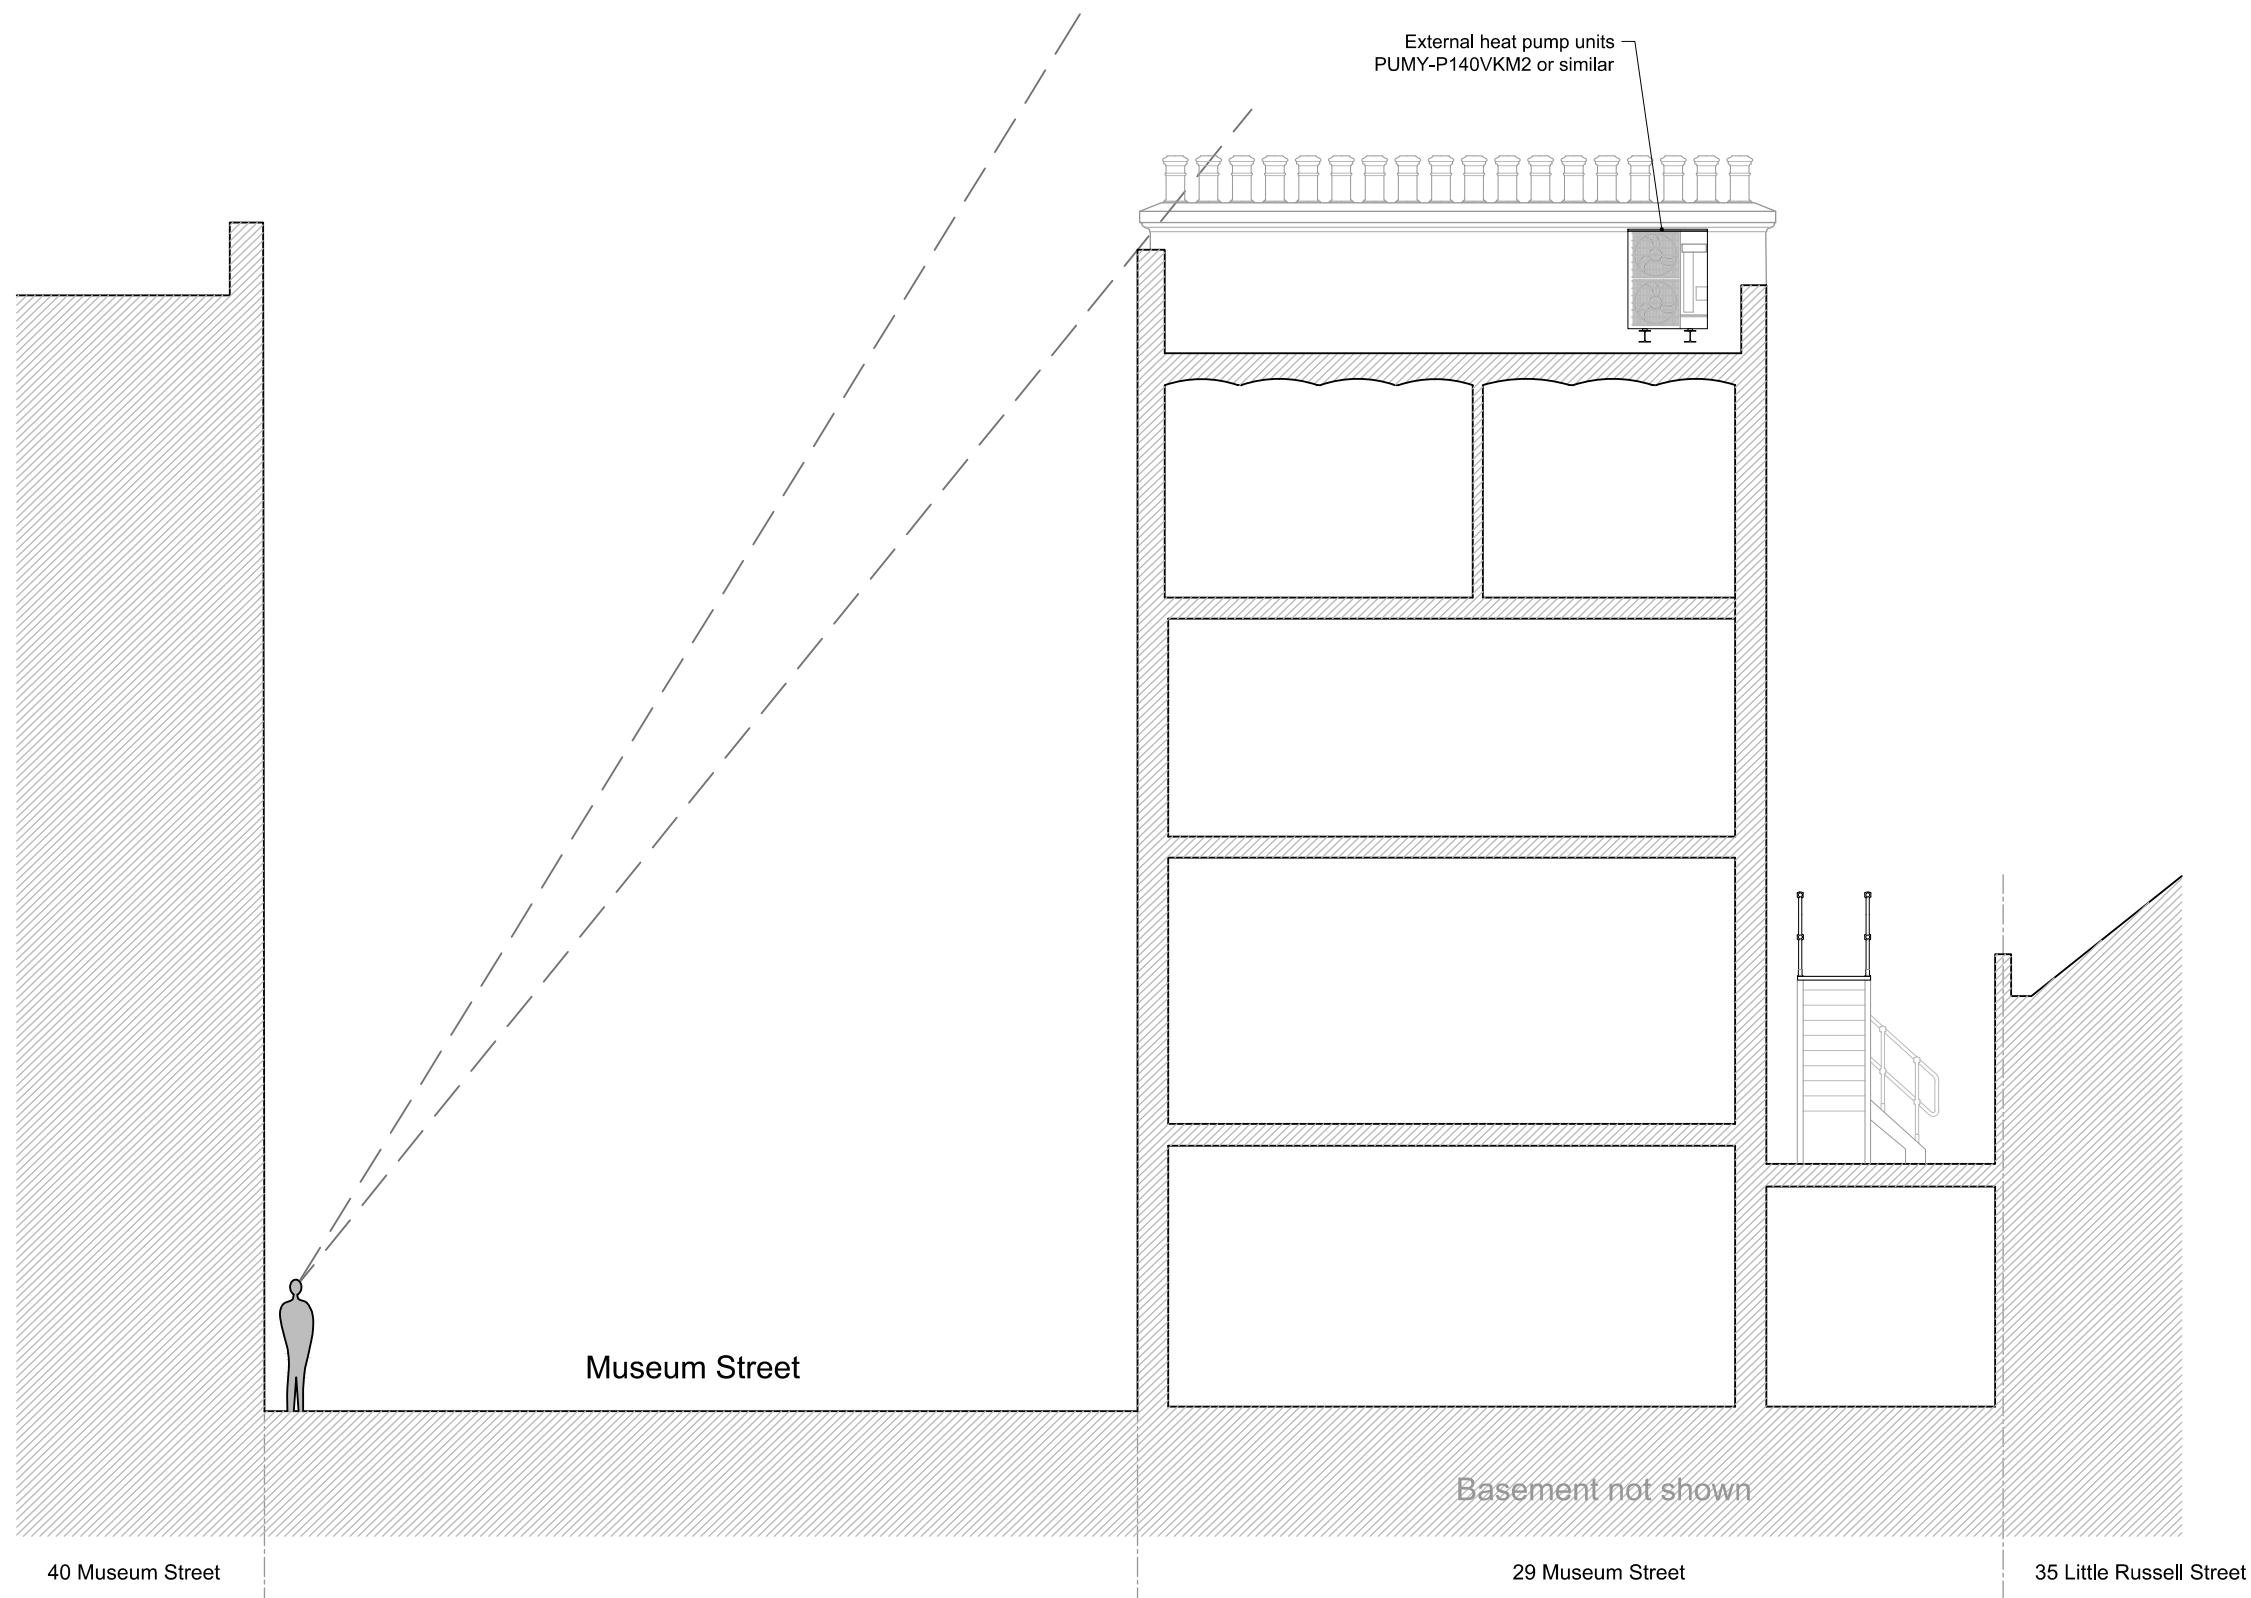 External heat pump units
PUMY-P140VKM2 or similar
Museum Street
Basement not shown
40 Museum Street
29 Museum Street
35 Little Russell Street